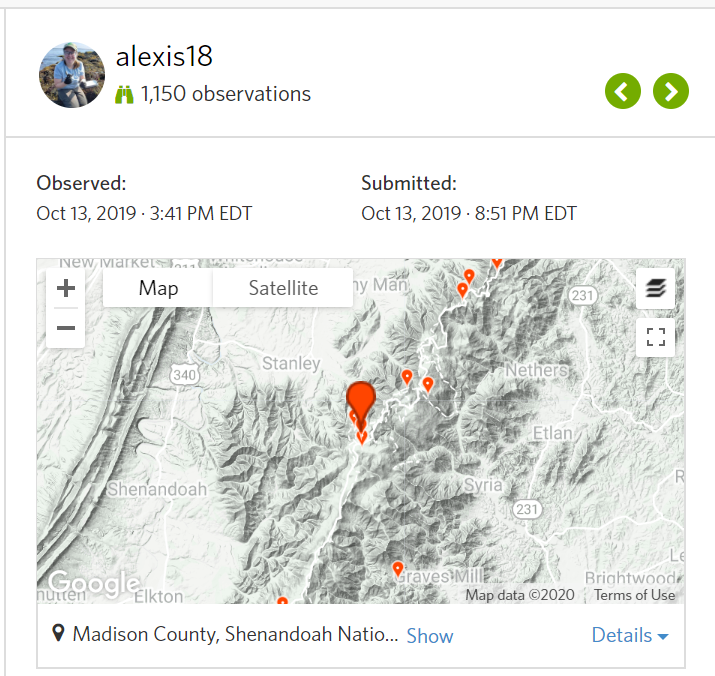 alexis18
1,150 observations
Observed:
Submitted:
Oct 13, 2019 · 3:41 PM EDT
Oct 13, 2019 · 8:51 PM EDT
New Market
211
+
Map
Satellite
ny Man
231
−
Stanley
340
Nethers
Etlan
Shenandoah
Syria
231
Graves Mill
Google
Elkton
Brightwood
Map data ©2020
Terms of Use
Madison County, Shenandoah Natio...
Show
Details